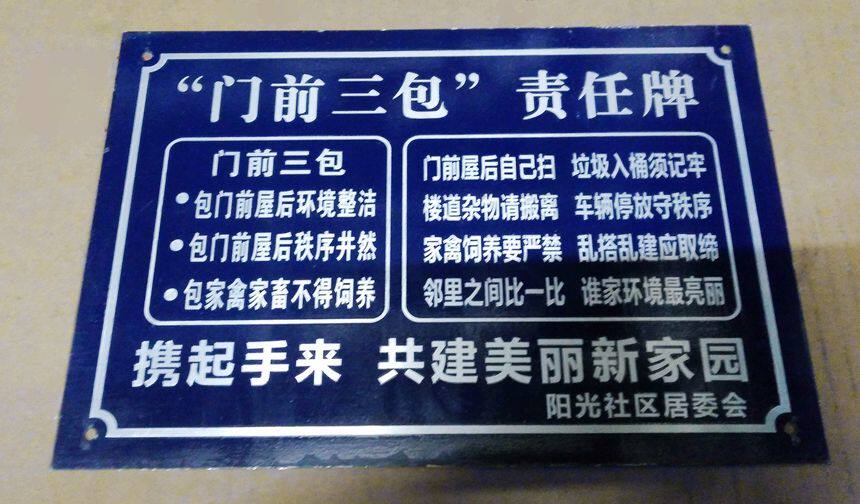 “门前三包”责任牌
门前三包
•包门前屋后环境整洁
•包门前屋后秩序井然
•包家禽家畜不得饲养
门前屋后自己扫 垃圾入桶须记牢
楼道杂物请搬离 车辆停放守秩序
家禽饲养要严禁 乱搭乱建应取缔
邻里之间比一比 谁家环境最亮丽
携起手来 共建美丽新家园
阳光社区居委会